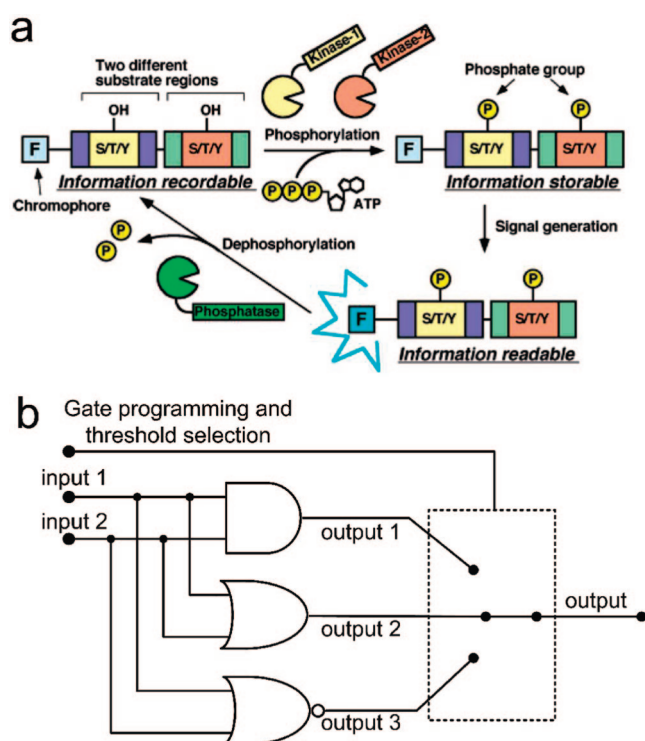 a
Kinase-1
Kinase-2
Two different
substrate regions
OH
OH
Phosphate group
P
P
F
S/T/Y
S/T/Y
Phosphorylation
F
S/T/Y
S/T/Y
Information recordable
P P P
ATP
Information storable
Chromophore
P
P
Dephosphorylation
Signal generation
Phosphatase
P
P
F
S/T/Y
S/T/Y
Information readable
b
Gate programming and
threshold selection
input 1
input 2
output 1
output 2
output
output 3